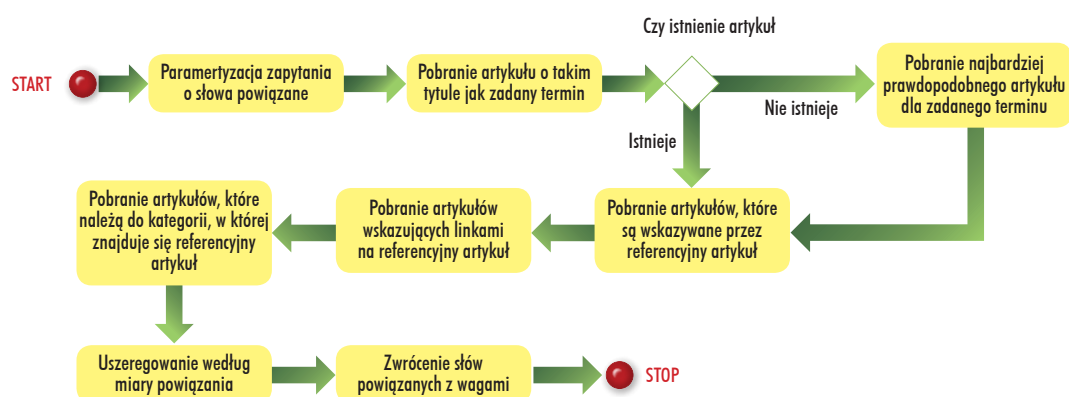 START
Paramertyzacja zapytania
o słowa powiązane
Pobranie artykułu o takim
tytule jak zadany termin
Czy istnienie artykuł
Nie istnieje
Istnieje
Pobranie najbardziej
prawdopodobnego artykułu
dla zadanego terminu
Pobranie artykułów, które
są wskazywane przez
referencyjny artykuł
Pobranie artykułów
wskazujących linkami
na referencyjny artykuł
Pobranie artykułów, które
należą do kategorii, w której
znajduje się referencyjny
artykuł
Uszeregowanie według
miary powiązania
Zwrócenie słów
powiązanych z wagami
STOP